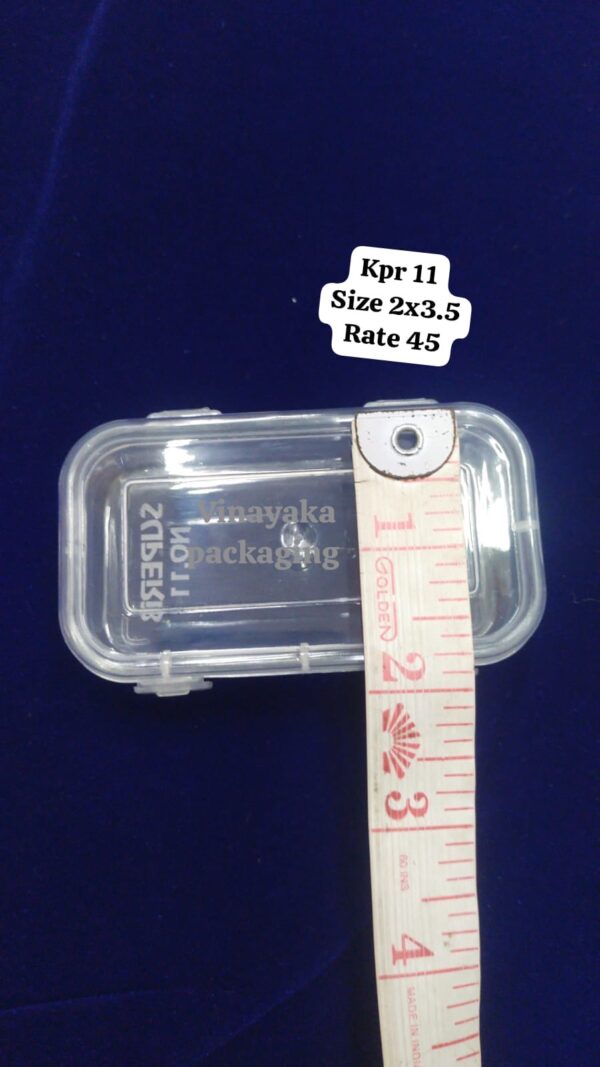 Kpr 11
Size 2x3.5
Rate 45
Vinayaka
packaging
SUPERiB
NO.11
1
GOLDEN
2
3
60 INS
4
MADE IN INDIA